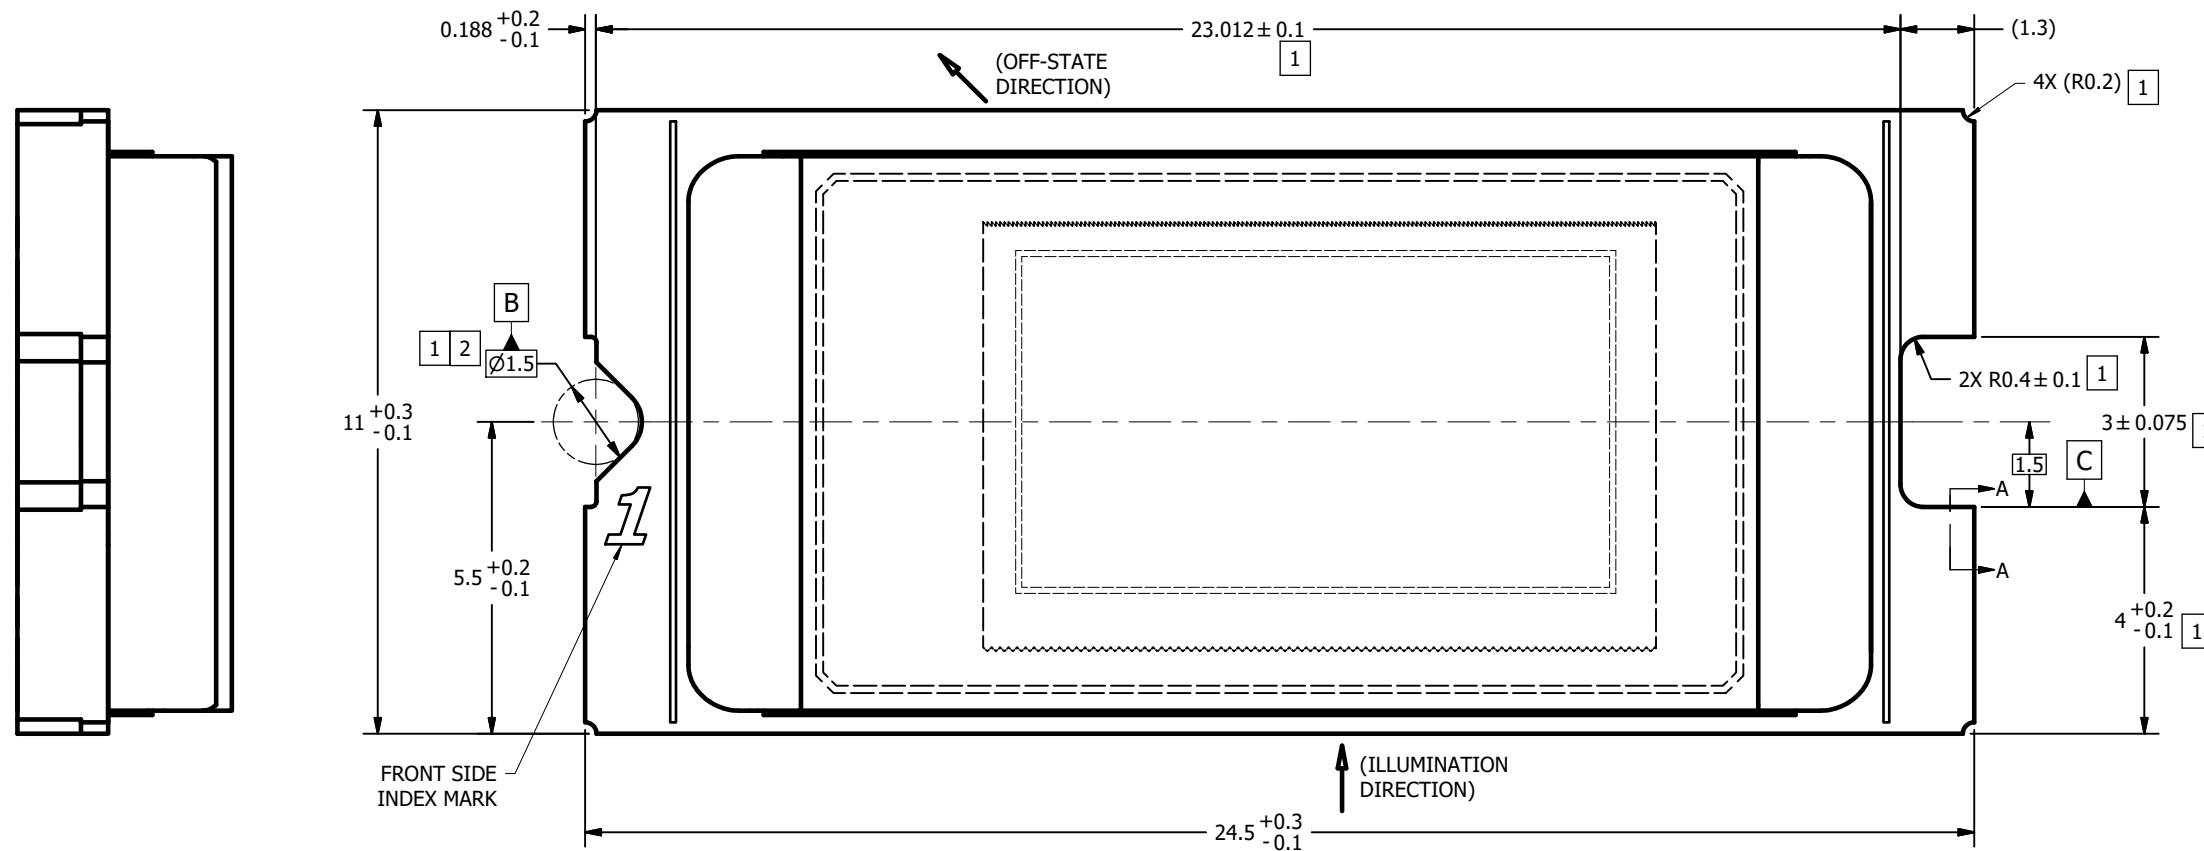 0.188 +0.2 -0.1
23.012 ± 0.1
1
(1.3)
(OFF-STATE
DIRECTION)
4X (R0.2) 1
B
1 2
Ø1.5
2X R0.4 ± 0.1 1
11 +0.3 -0.1
3 ± 0.075
1.5
C
A
1
5.5 +0.2 -0.1
A
4 +0.2 -0.1 1
FRONT SIDE
INDEX MARK
(ILLUMINATION
DIRECTION)
24.5 +0.3 -0.1